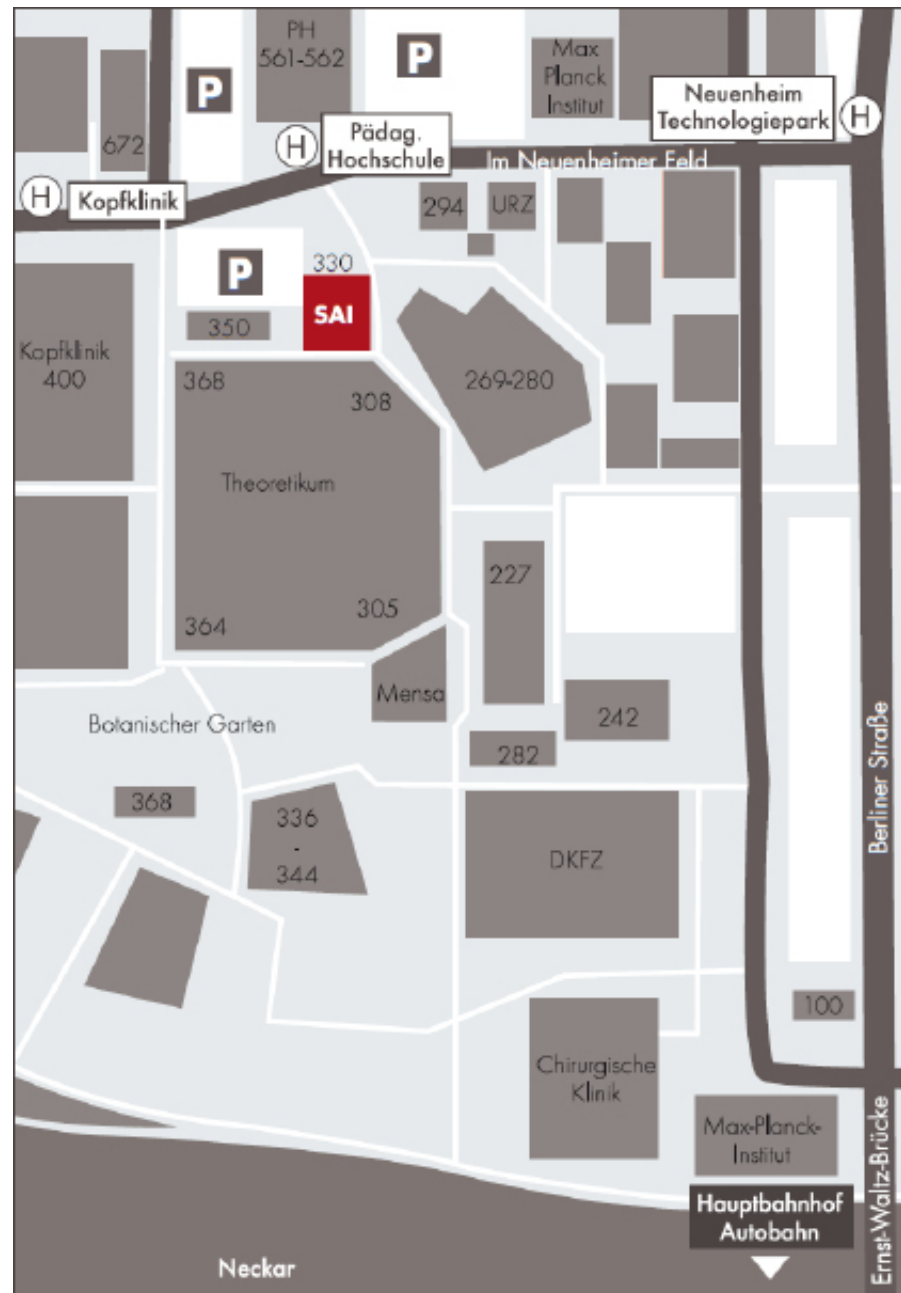 PH
561-562
P
P
Max
Planck
Institut
Neuenheim
Technologiepark
H
672
H
Pädag.
Hochschule
Im Neuenheimer Feld
H
Kopfklinik
294
URZ
P
330
SAI
350
Kopfklinik
400
368
308
269-280
Theoretikum
227
305
364
Mensa
242
Botanischer Garten
282
368
336
-
344
DKFZ
Berliner Straße
100
Chirurgische
Klinik
Max-Planck-
Institut
Ernst-Waltz-Brücke
Hauptbahnhof
Autobahn
Neckar